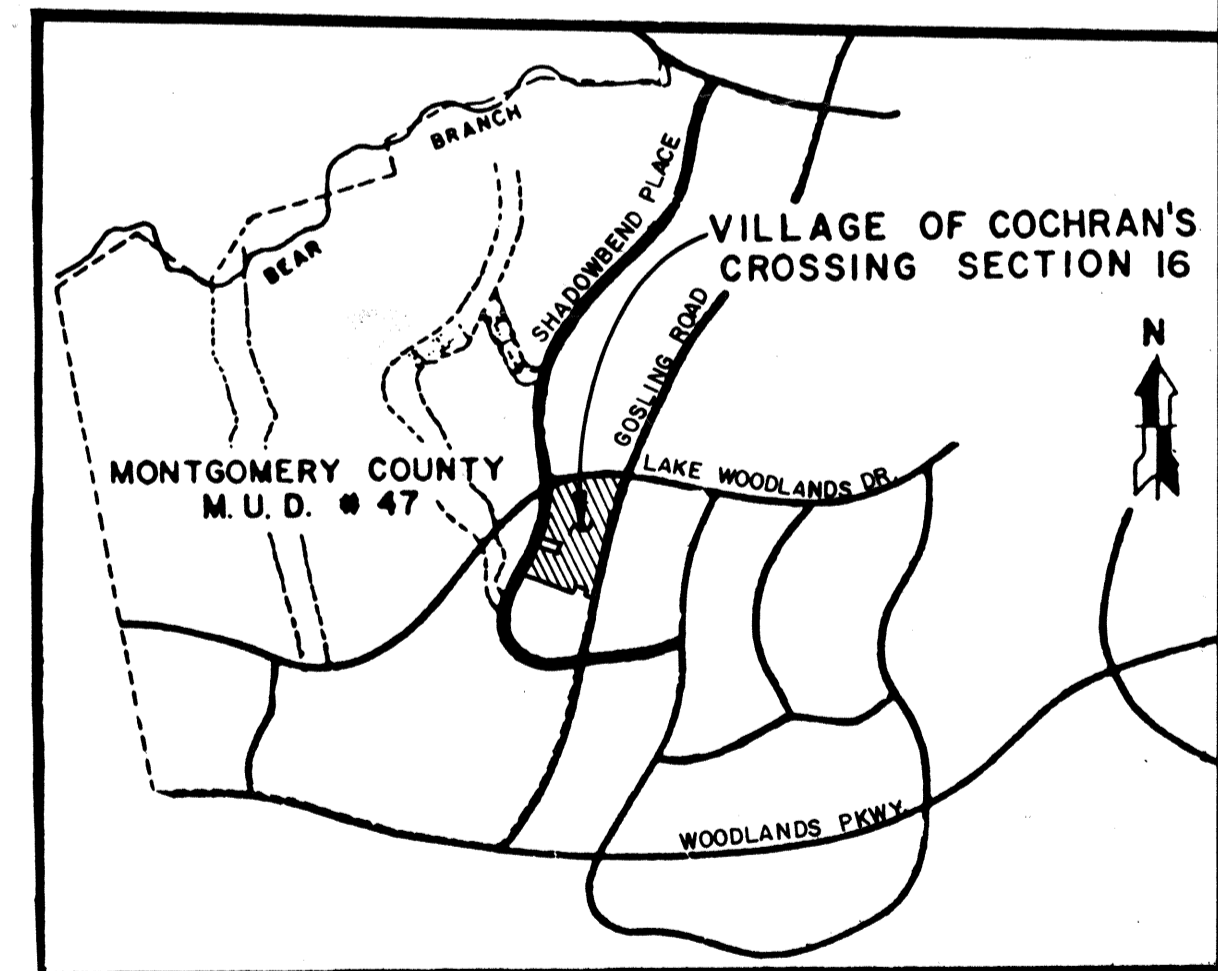 BRANCH
BEAR
SHADOWBEND PLACE
VILLAGE OF COCHRAN'S
CROSSING SECTION 16
GOSLING ROAD
N
LAKE WOODLANDS DR.
MONTGOMERY COUNTY
M. U. D. # 47
WOODLANDS PKWY.